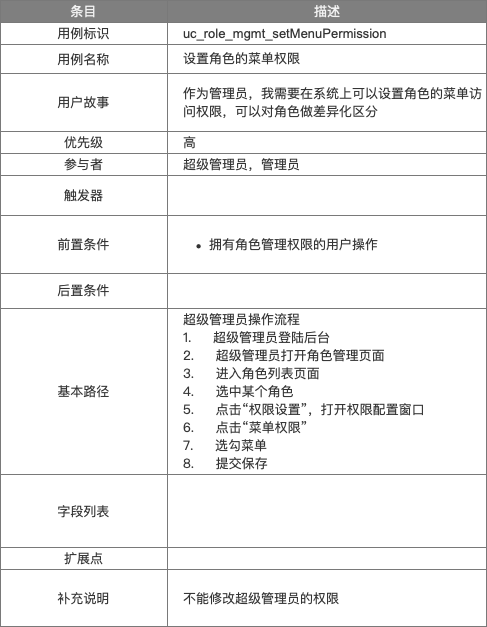 条目 描述
用例标识 uc_role_mgmt_setMenuPermission
用例名称 设置角色的菜单权限
用户故事 作为管理员，我需要在系统上可以设置角色的菜单访
问权限，可以对角色做差异化区分
优先级 高
参与者 超级管理员，管理员
触发器
前置条件 • 拥有角色管理权限的用户操作
后置条件
基本路径
超级管理员操作流程
1. 超级管理员登陆后台
2. 超级管理员打开角色管理页面
3. 进入角色列表页面
4. 选中某个角色
5. 点击“权限设置”，打开权限配置窗口
6. 点击“菜单权限”
7. 选勾菜单
8. 提交保存
字段列表
扩展点
补充说明 不能修改超级管理员的权限